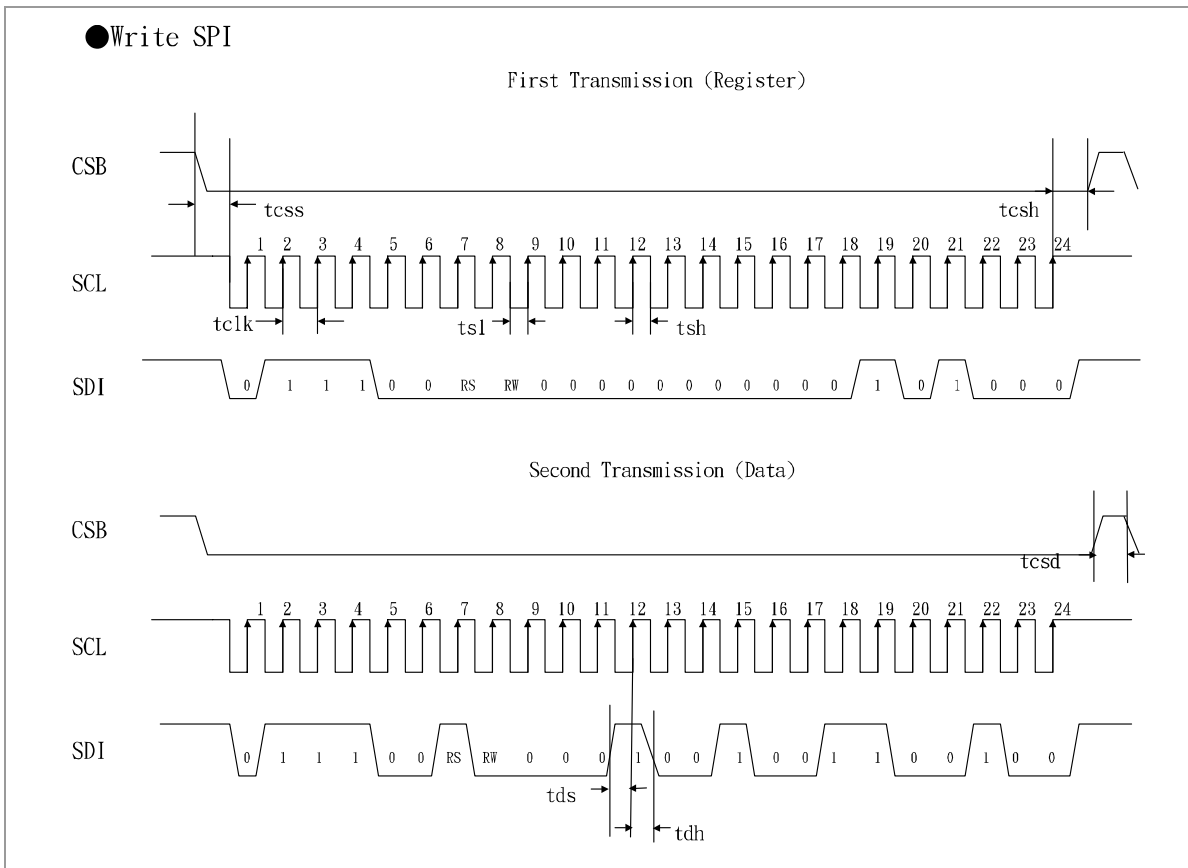 ●Write SPI
First Transmission (Register)
CSB
tcss
tcsh
1 2 3 4 5 6 7 8 9 10 11 12 13 14 15 16 17 18 19 20 21 22 23 24
SCL
tclk
tsl
tsh
SDI
0 1 1 1 0 0 RS RW 0 0 0 0 0 0 0 0 0 0 1 0 1 0 0 0
Second Transmission (Data)
CSB
tcsd
1 2 3 4 5 6 7 8 9 10 11 12 13 14 15 16 17 18 19 20 21 22 23 24
SCL
SDI
0 1 1 1 0 0 RS RW 0 0 0 1 0 0 1 0 0 1 1 0 0 1 0 0
tds
tdh